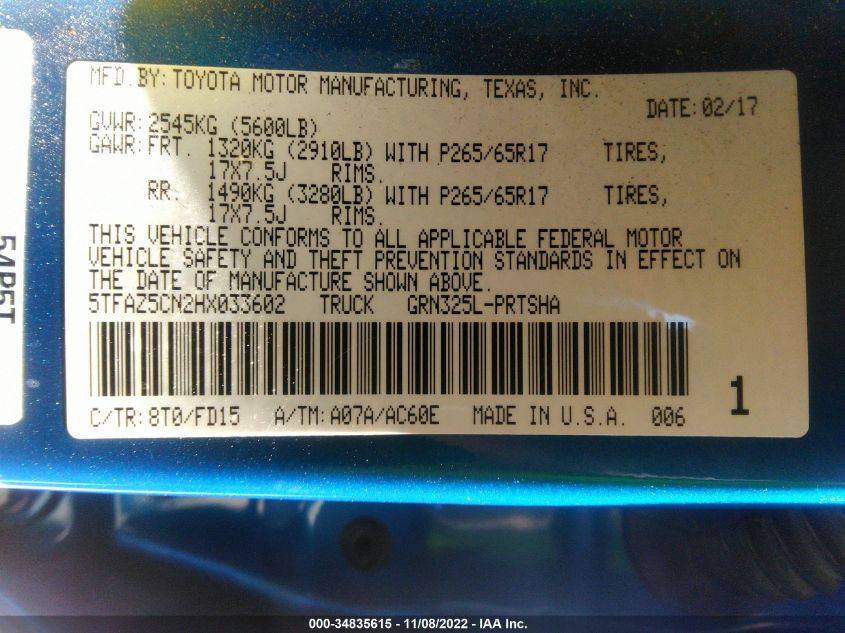 MFD.BY:TOYOTA MOTOR MANUFACTURING, TEXAS, INC.
DATE:02/17
GVWR:2545KG (5600LB)
GAWR:FRT. 1320KG (2910LB) WITH P265/65R17 TIRES,
17X7.5J RIMS.
RR. 1490KG (3280LB) WITH P265/65R17 TIRES,
17X7.5J RIMS.
THIS VEHICLE CONFORMS TO ALL APPLICABLE FEDERAL MOTOR
VEHICLE SAFETY AND THEFT PREVENTION STANDARDS IN EFFECT ON
THE DATE OF MANUFACTURE SHOWN ABOVE.
5TFAZ5CN2HX033602 TRUCK GRN325L-PRTSHA
1
C/TR:8T0/FD15 A/TM:A07A/AC60E MADE IN U.S.A. 006
54P5T
000-34835615 - 11/08/2022 - IAA Inc.